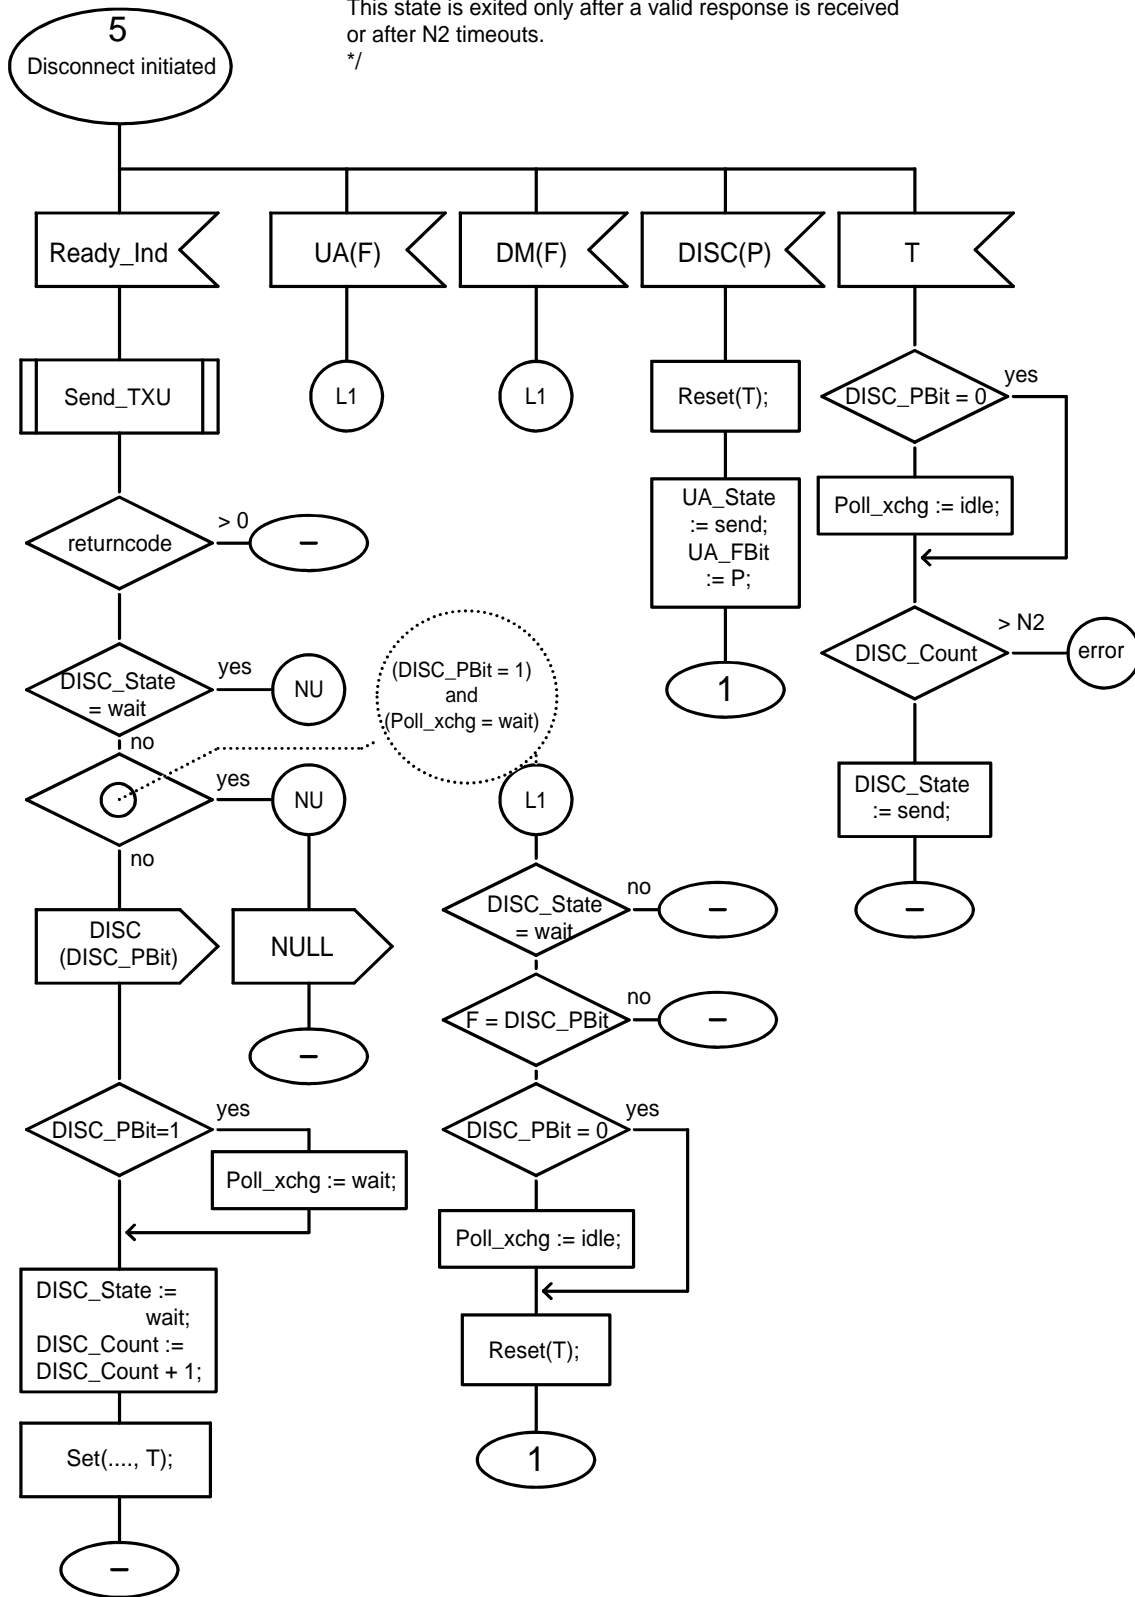 This state is exited only after a valid response is received
or after N2 timeouts.
*/
5
Disconnect initiated
Ready_Ind
UA(F)
DM(F)
DISC(P)
T
Send_TXU
L1
L1
Reset(T);
DISC_PBit = 0
yes
UA_State
:= send;
UA_FBit
:= P;
Poll_xchg := idle;
returncode
> 0
–
DISC_State
= wait
yes
NU
no
(DISC_PBit = 1)
and
(Poll_xchg = wait)
1
DISC_Count
> N2
error
yes
NU
no
L1
DISC_State
:= send;
–
DISC
(DISC_PBit)
NULL
–
DISC_State
= wait
no
–
F = DISC_PBit
no
–
DISC_PBit=1
yes
Poll_xchg := wait;
DISC_PBit = 0
yes
Poll_xchg := idle;
DISC_State :=
wait;
DISC_Count :=
DISC_Count + 1;
Reset(T);
Set(...., T);
1
–